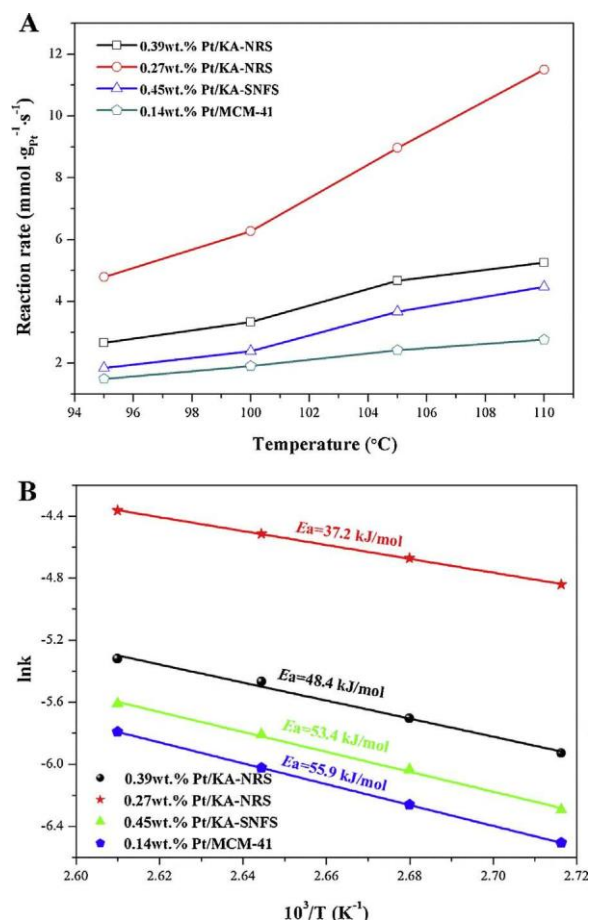 A
0.39wt.% Pt/KA-NRS
0.27wt.% Pt/KA-NRS
0.45wt.% Pt/KA-SNFS
0.14wt.% Pt/MCM-41
Reaction rate (mmol ·gPt⁻¹·s⁻¹)
12
10
8
6
4
2
94 96 98 100 102 104 106 108 110
Temperature (°C)
B
-4.4
-4.8
-5.2
-5.6
-6.0
-6.4
lnk
Ea=37.2 kJ/mol
Ea=48.4 kJ/mol
Ea=53.4 kJ/mol
Ea=55.9 kJ/mol
0.39wt.% Pt/KA-NRS
0.27wt.% Pt/KA-NRS
0.45wt.% Pt/KA-SNFS
0.14wt.% Pt/MCM-41
2.60 2.62 2.64 2.66 2.68 2.70 2.72
10³/T (K⁻¹)